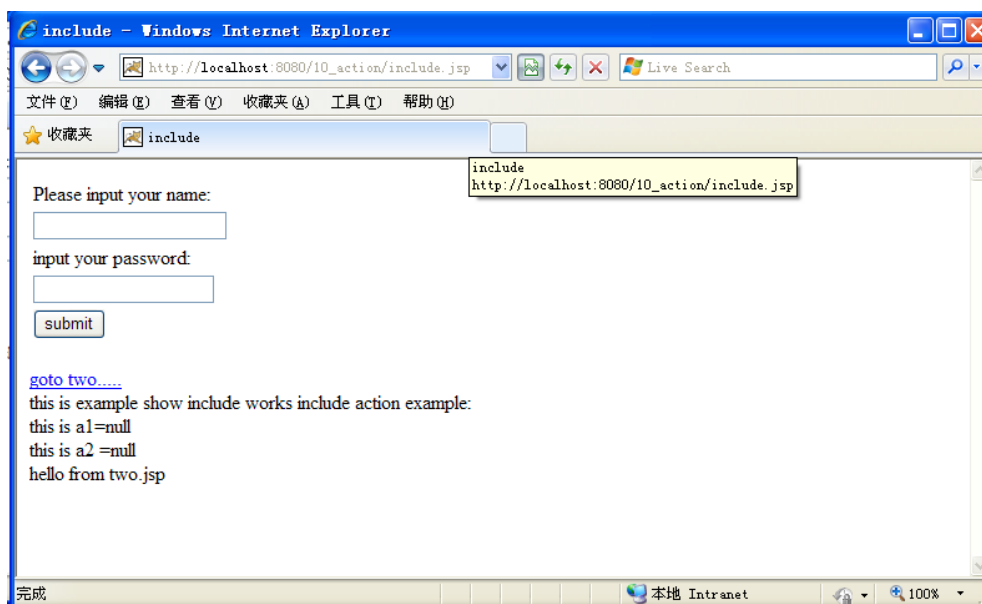 include - Windows Internet Explorer
http://localhost:8080/10_action/include.jsp
Live Search
文件(F) 编辑(E) 查看(V) 收藏夹(A) 工具(T) 帮助(H)
收藏夹
include
include
http://localhost:8080/10_action/include.jsp
Please input your name:
input your password:
submit
goto two.....
this is example show include works include action example:
this is a1=null
this is a2 =null
hello from two.jsp
完成
本地 Intranet
100%